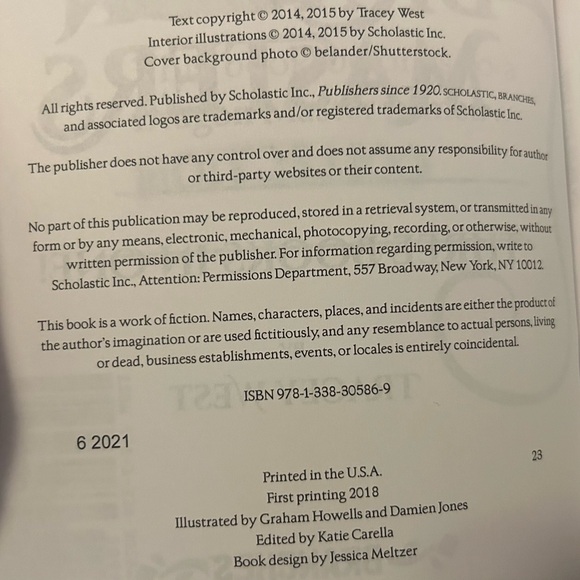 Text copyright © 2014, 2015 by Tracey West
Interior illustrations © 2014, 2015 by Scholastic Inc.
Cover background photo © belander/Shutterstock.
All rights reserved. Published by Scholastic Inc., Publishers since 1920. SCHOLASTIC, BRANCHES,
and associated logos are trademarks and/or registered trademarks of Scholastic Inc.
The publisher does not have any control over and does not assume any responsibility for author
or third-party websites or their content.
No part of this publication may be reproduced, stored in a retrieval system, or transmitted in any
form or by any means, electronic, mechanical, photocopying, recording, or otherwise, without
written permission of the publisher. For information regarding permission, write to
Scholastic Inc., Attention: Permissions Department, 557 Broadway, New York, NY 10012.
This book is a work of fiction. Names, characters, places, and incidents are either the product of
the author's imagination or are used fictitiously, and any resemblance to actual persons, living
or dead, business establishments, events, or locales is entirely coincidental.
ISBN 978-1-338-30586-9
6 2021
23
Printed in the U.S.A.
First printing 2018
Illustrated by Graham Howells and Damien Jones
Edited by Katie Carella
Book design by Jessica Meltzer